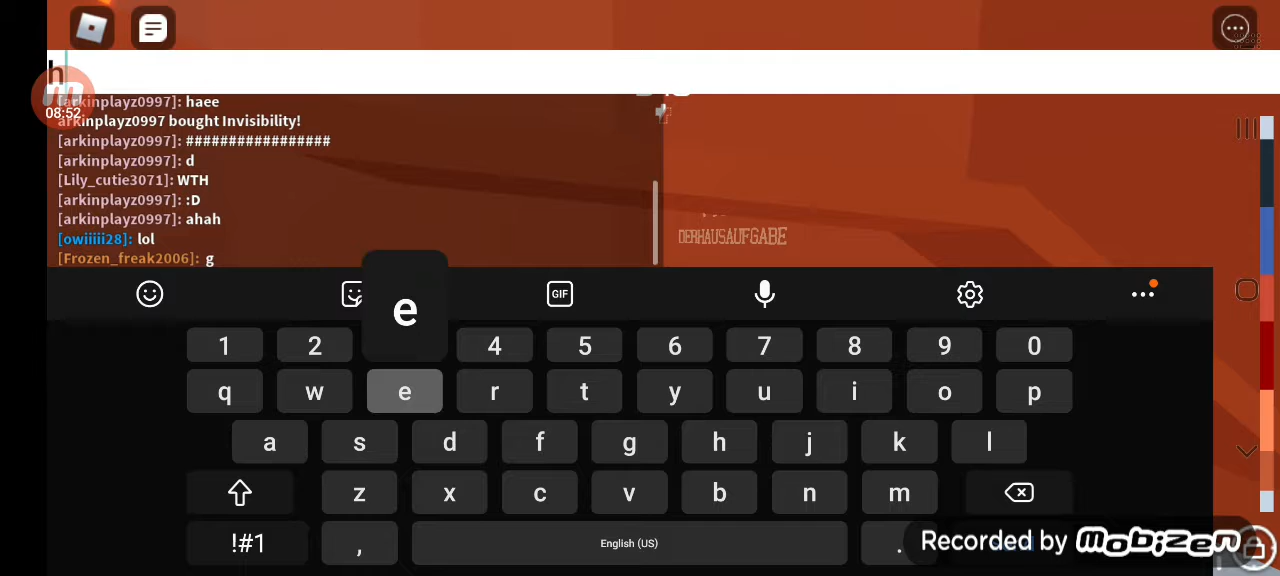 h
08:52
[arkinplayz0997]: haee
arkinplayz0997 bought Invisibility!
[arkinplayz0997]: #################
[arkinplayz0997]: d
[Lily_cutie3071]: WTH
[arkinplayz0997]: :D
[arkinplayz0997]: ahah
[owiiiii28]: lol
[Frozen_freak2006]: g
DERHAUSAUFGABE
GIF
e
1 2 4 5 6 7 8 9 0
q w e r t y u i o p
a s d f g h j k l
z x c v b n m
!#1 , English (US) .
Recorded by Mobizen